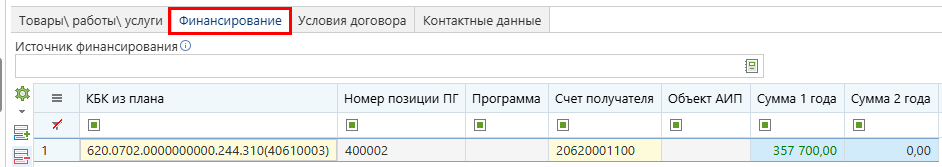 Товары\ работы\ услуги Финансирование Условия договора Контактные данные
Источник финансирования
КБК из плана Номер позиции ПГ Программа Счет получателя Объект АИП Сумма 1 года Сумма 2 года
1 620.0702.0000000000.244.310(40610003) 400002 20620001100 357 700,00 0,00